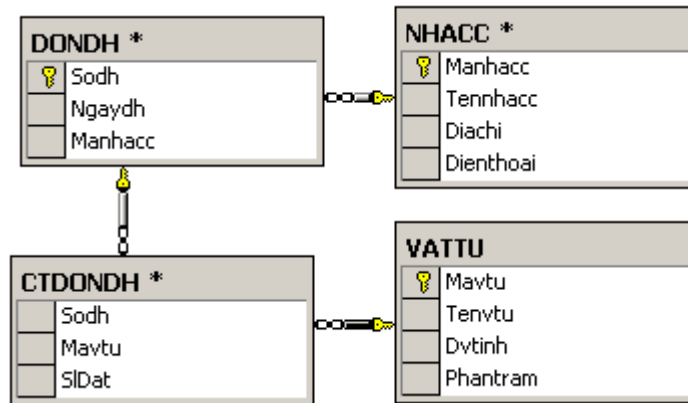 DONDH *
Sodh
Ngaydh
Manhacc
NHACC *
Manhacc
Tennhacc
Diachi
Dienthoai
CTDONDH *
Sodh
Mavtu
SlDat
VATTU
Mavtu
Tenvtu
Dvtinh
Phantram